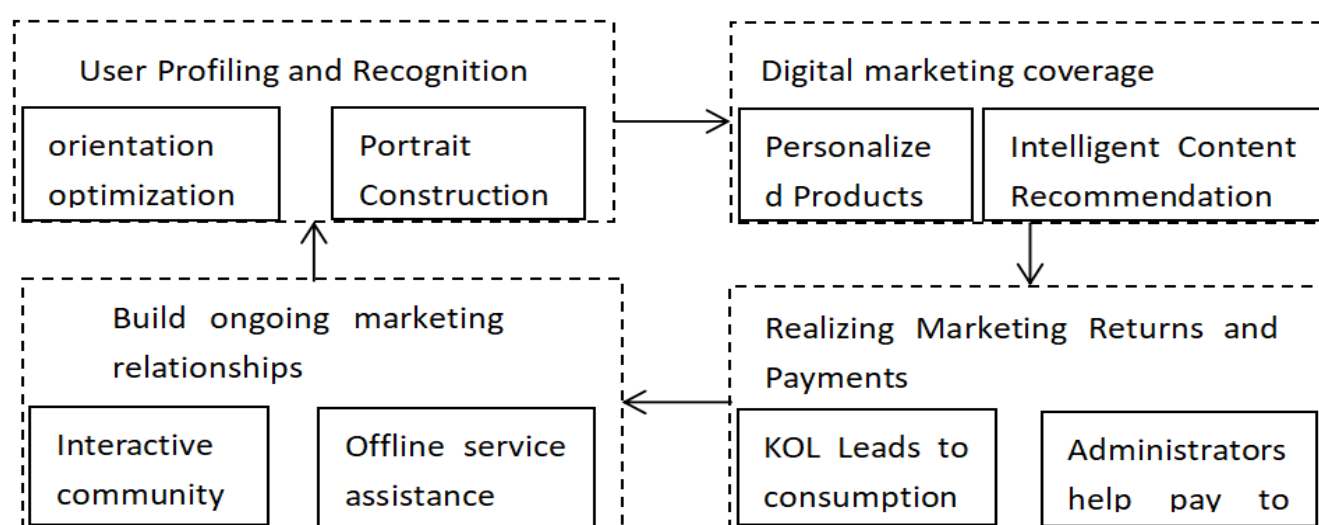 User Profiling and Recognition
orientation
optimization
Portrait
Construction
Digital marketing coverage
Personalize
d Products
Intelligent Content
Recommendation
Build ongoing marketing
relationships
Interactive
community
Offline service
assistance
Realizing Marketing Returns and
Payments
KOL Leads to
consumption
Administrators
help pay to